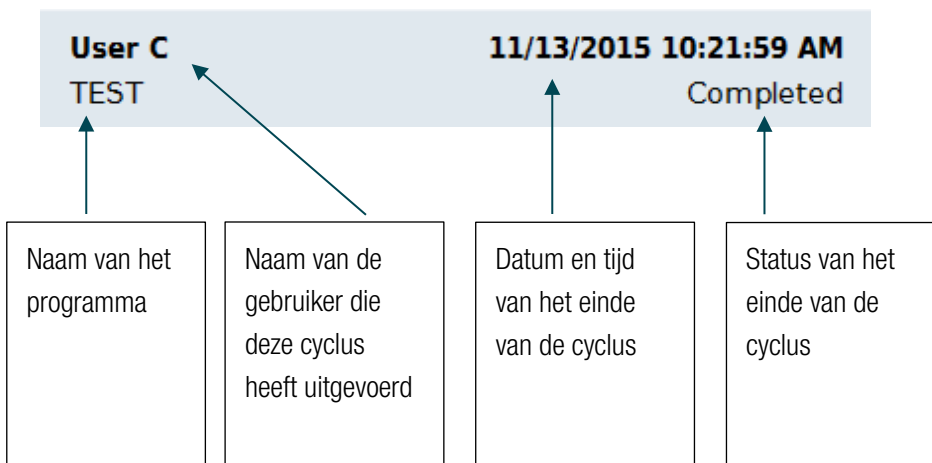 User C 11/13/2015 10:21:59 AM
TEST Completed
Naam van het
programma
Naam van de
gebruiker die
deze cyclus
heeft uitgevoerd
Datum en tijd
van het einde
van de cyclus
Status van het
einde van de
cyclus